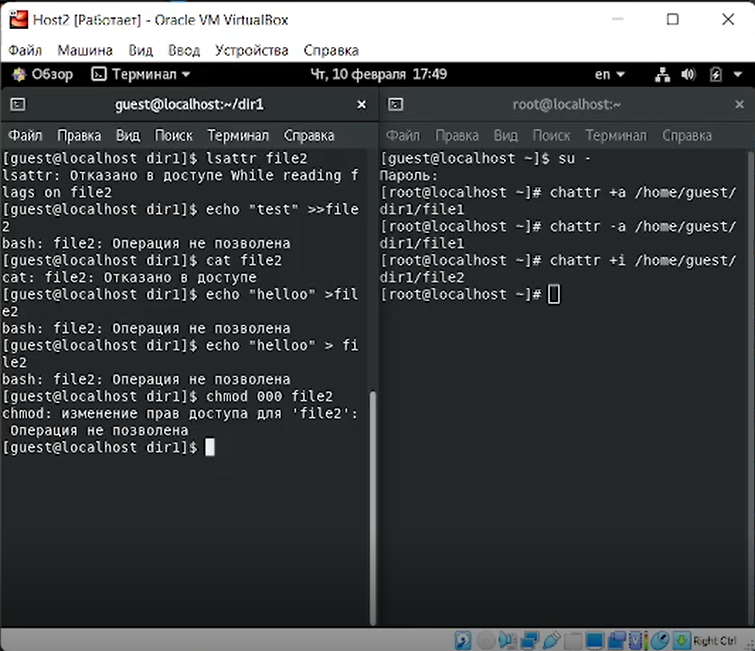 Host2 [Работает] - Oracle VM VirtualBox
Файл Машина Вид Ввод Устройства Справка
Обзор Терминал Чт, 10 февраля 17:49 en
guest@localhost:~/dir1
Файл Правка Вид Поиск Терминал Справка
[guest@localhost dir1]$ lsattr file2
lsattr: Отказано в доступе While reading f
lags on file2
[guest@localhost dir1]$ echo "test" >>file
2
bash: file2: Операция не позволена
[guest@localhost dir1]$ cat file2
cat: file2: Отказано в доступе
[guest@localhost dir1]$ echo "helloo" >fil
e2
bash: file2: Операция не позволена
[guest@localhost dir1]$ echo "helloo" > fi
le2
bash: file2: Операция не позволена
[guest@localhost dir1]$ chmod 000 file2
chmod: изменение прав доступа для 'file2':
Операция не позволена
[guest@localhost dir1]$
root@localhost:~
Файл Правка Вид Поиск Терминал Справка
[guest@localhost ~]$ su -
Пароль:
[root@localhost ~]# chattr +a /home/guest/
dir1/file1
[root@localhost ~]# chattr -a /home/guest/
dir1/file1
[root@localhost ~]# chattr +i /home/guest/
dir1/file2
[root@localhost ~]#
Right Ctrl